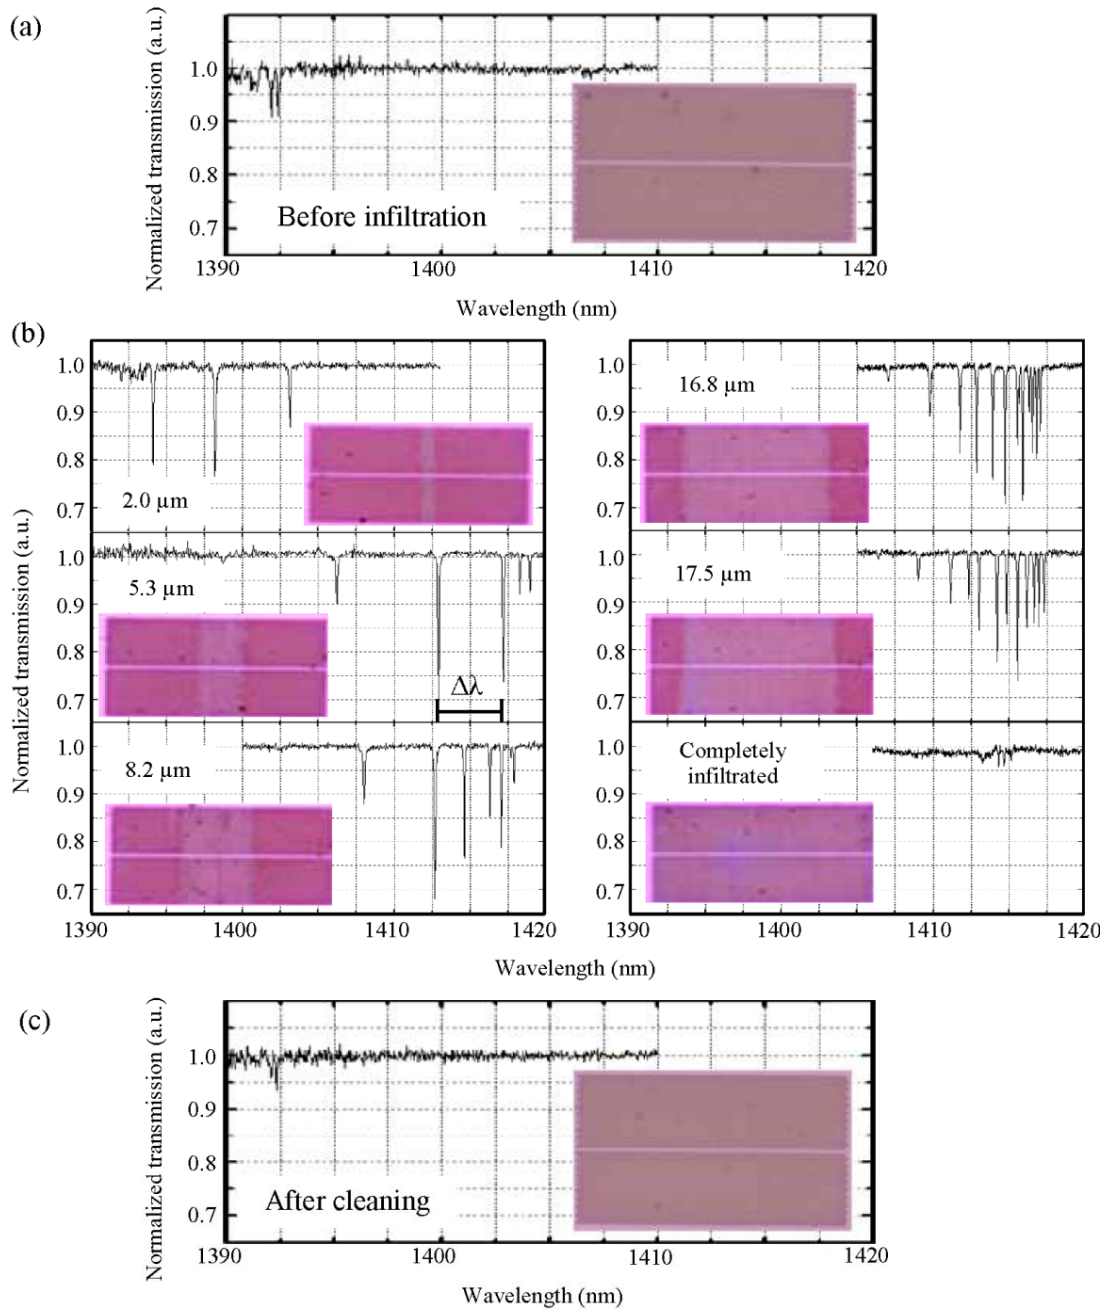 (a)
Normalized transmission (a.u.)
1.0
0.9
0.8
0.7
Before infiltration
1390
1400
1410
1420
Wavelength (nm)
(b)
Normalized transmission (a.u.)
1.0
0.9
0.8
0.7
2.0 µm
1.0
0.9
0.8
0.7
5.3 µm
Δλ
1.0
0.9
0.8
0.7
8.2 µm
1390
1400
1410
1420
Wavelength (nm)
1.0
0.9
0.8
0.7
16.8 µm
1.0
0.9
0.8
0.7
17.5 µm
1.0
0.9
0.8
0.7
Completely
infiltrated
1390
1400
1410
1420
Wavelength (nm)
Normalized transmission (a.u.)
(c)
Normalized transmission (a.u.)
1.0
0.9
0.8
0.7
After cleaning
1390
1400
1410
1420
Wavelength (nm)